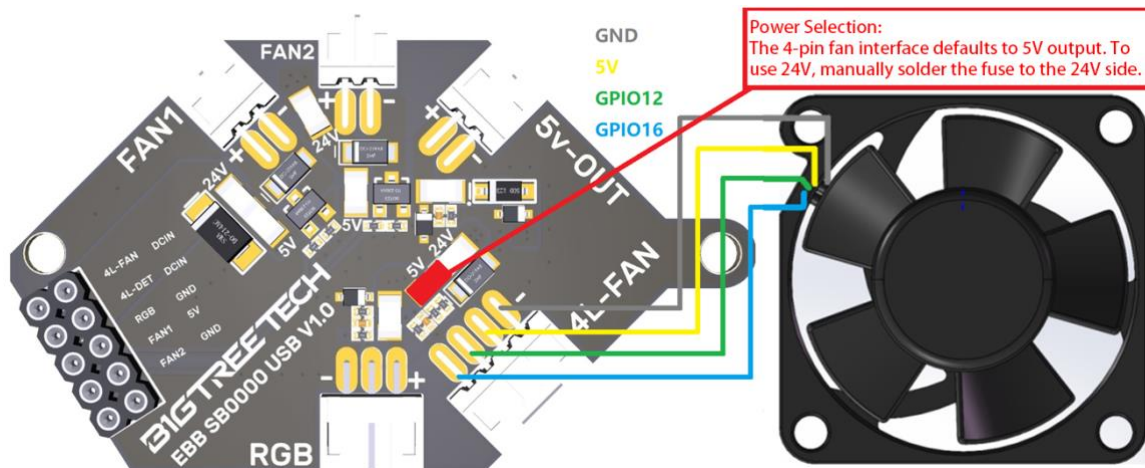 Power Selection:
The 4-pin fan interface defaults to 5V output. To
use 24V, manually solder the fuse to the 24V side.
GND
5V
GPIO12
GPIO16
FAN2
FAN1
5V-OUT
4L-FAN
24V
24V
5V
5V
5V
24V
4L-FAN DCIN
4L-DET DCIN
RGB GND
FAN1 5V
FAN2 GND
BIGTREETECH
EBB SB0000 USB V1.0
RGB
+
-
+
-
-
-
+